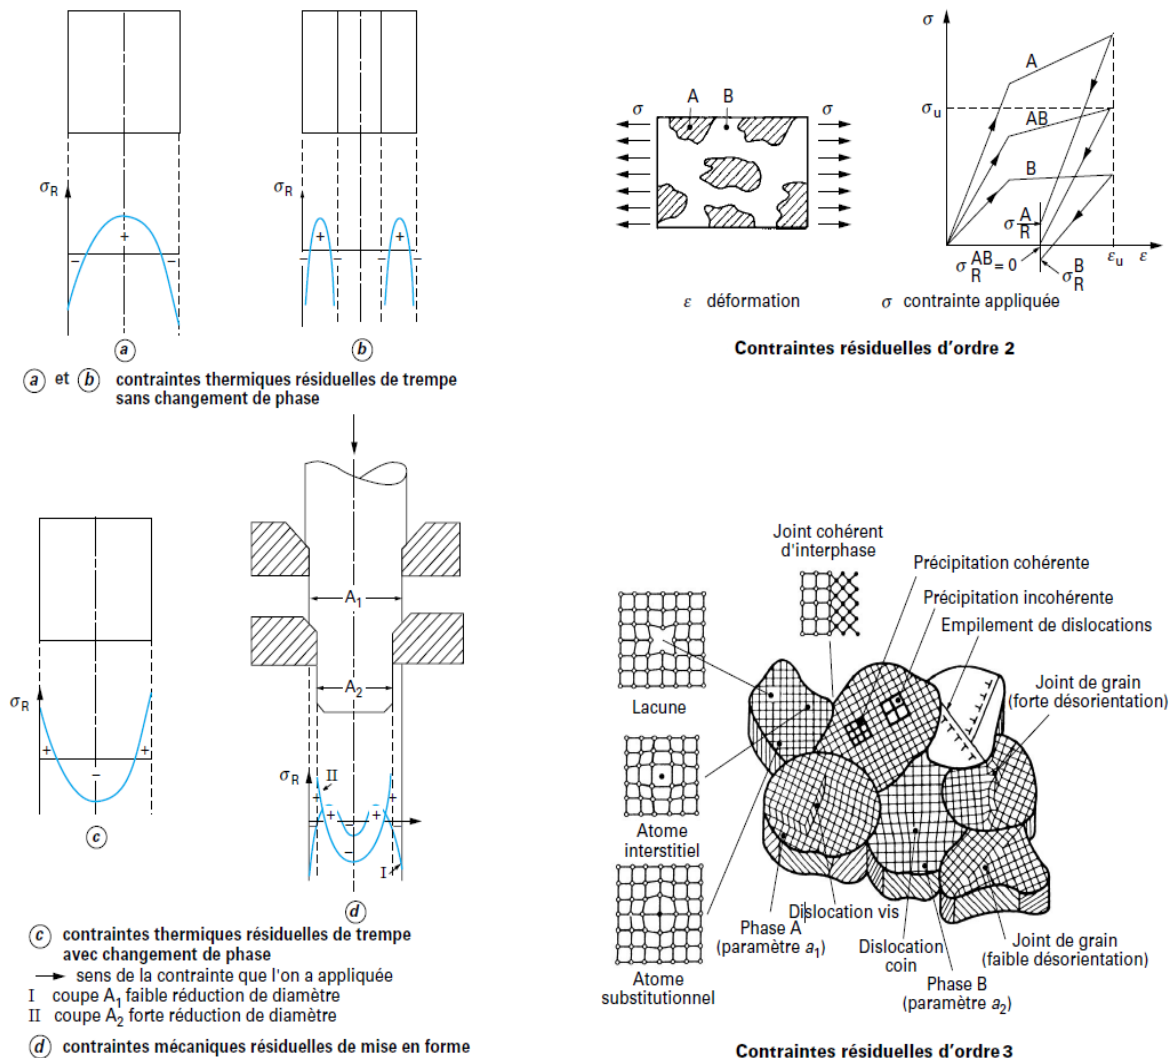 σR
+
−
−
a
σR
+
+
−
−
−
−
b
a et b contraintes thermiques résiduelles de trempe
sans changement de phase
σR
+
+
−
c
A1
A2
σR
II
+
+
+
+
−
−
−
−
I
d
c contraintes thermiques résiduelles de trempe
avec changement de phase
→ sens de la contrainte que l'on a appliquée
I coupe A1 faible réduction de diamètre
II coupe A2 forte réduction de diamètre
d contraintes mécaniques résiduelles de mise en forme
σ
A B
σ σ
A
σu
AB
B
σ A R
σ AB R = 0
σ B R
εu ε
ε déformation σ contrainte appliquée
Contraintes résiduelles d'ordre 2
Joint cohérent
d'interphase
Précipitation cohérente
Précipitation incohérente
Empilement de dislocations
Joint de grain
(forte désorientation)
Lacune
Atome
interstitiel
Atome
substitutionnel
Phase A
(paramètre a1)
Dislocation vis
Dislocation
coin
Phase B
(paramètre a2)
Joint de grain
(faible désorientation)
Contraintes résiduelles d'ordre 3